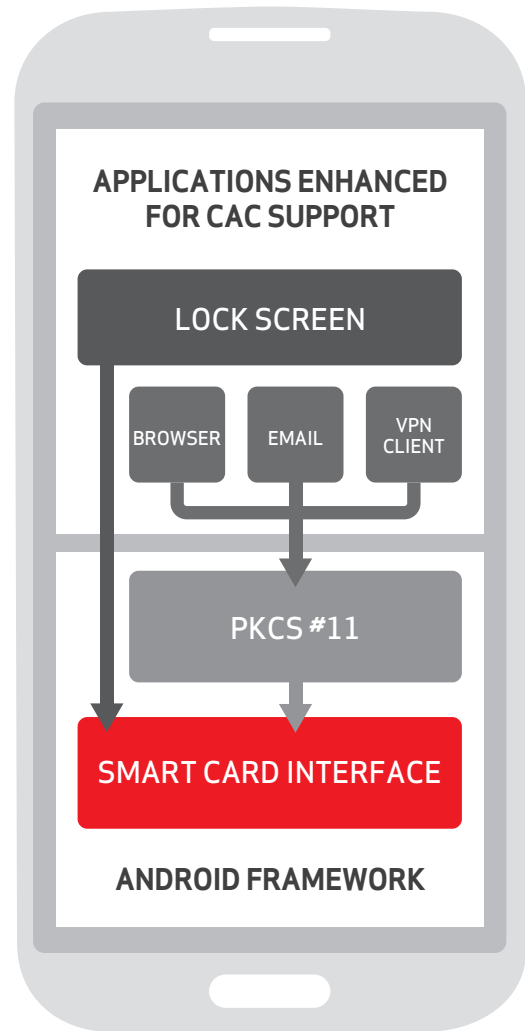 APPLICATIONS ENHANCED
FOR CAC SUPPORT
LOCK SCREEN
BROWSER
EMAIL
VPN
CLIENT
PKCS #11
SMART CARD INTERFACE
ANDROID FRAMEWORK